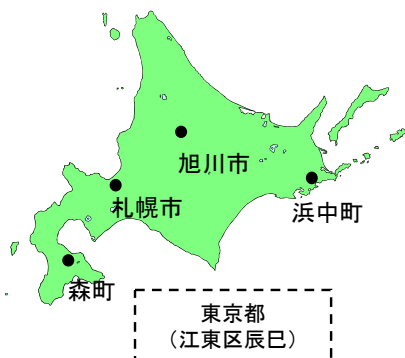 旭川市
札幌市
浜中町
森町
東京都
（江東区辰巳）